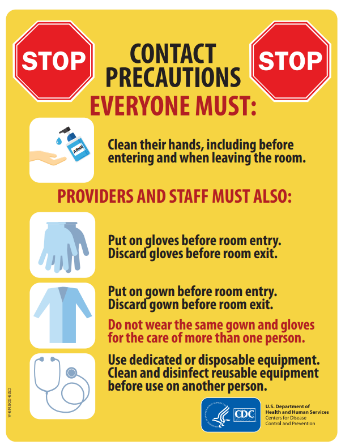 STOP
CONTACT
PRECAUTIONS
STOP
EVERYONE MUST:
Clean their hands, including before
entering and when leaving the room.
PROVIDERS AND STAFF MUST ALSO:
Put on gloves before room entry.
Discard gloves before room exit.
Put on gown before room entry.
Discard gown before room exit.
Do not wear the same gown and gloves
for the care of more than one person.
Use dedicated or disposable equipment.
Clean and disinfect reusable equipment
before use on another person.
CDC
U.S. Department of
Health and Human Services
Centers for Disease
Control and Prevention